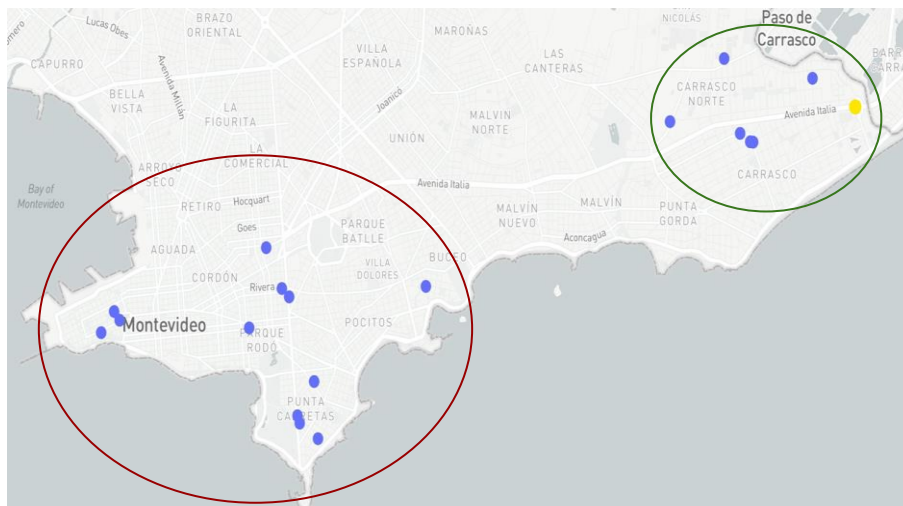 Lucas Obes
BRAZO
ORIENTAL
MAROÑAS
NICOLÁS
Paso de
Carrasco
VILLA
ESPAÑOLA
LAS
CANTERAS
CAPURRO
Avenida Millán
BELLA
VISTA
Joanicó
CARRASCO
NORTE
LA
FIGURITA
MALVIN
NORTE
Avenida Italia
UNIÓN
LA
COMERCIAL
ARROYO
SECO
CARRASCO
Avenida Italia
Bay of
Montevideo
RETIRO
Hocquart
MALVÍN
NUEVO
MALVÍN
PUNTA
GORDA
Goes
PARQUE
BATLLE
Aconcagua
AGUADA
BUCEO
VILLA
DOLORES
CORDÓN
Rivera
Montevideo
POCITOS
PARQUE
RODÓ
PUNTA
CARRETAS